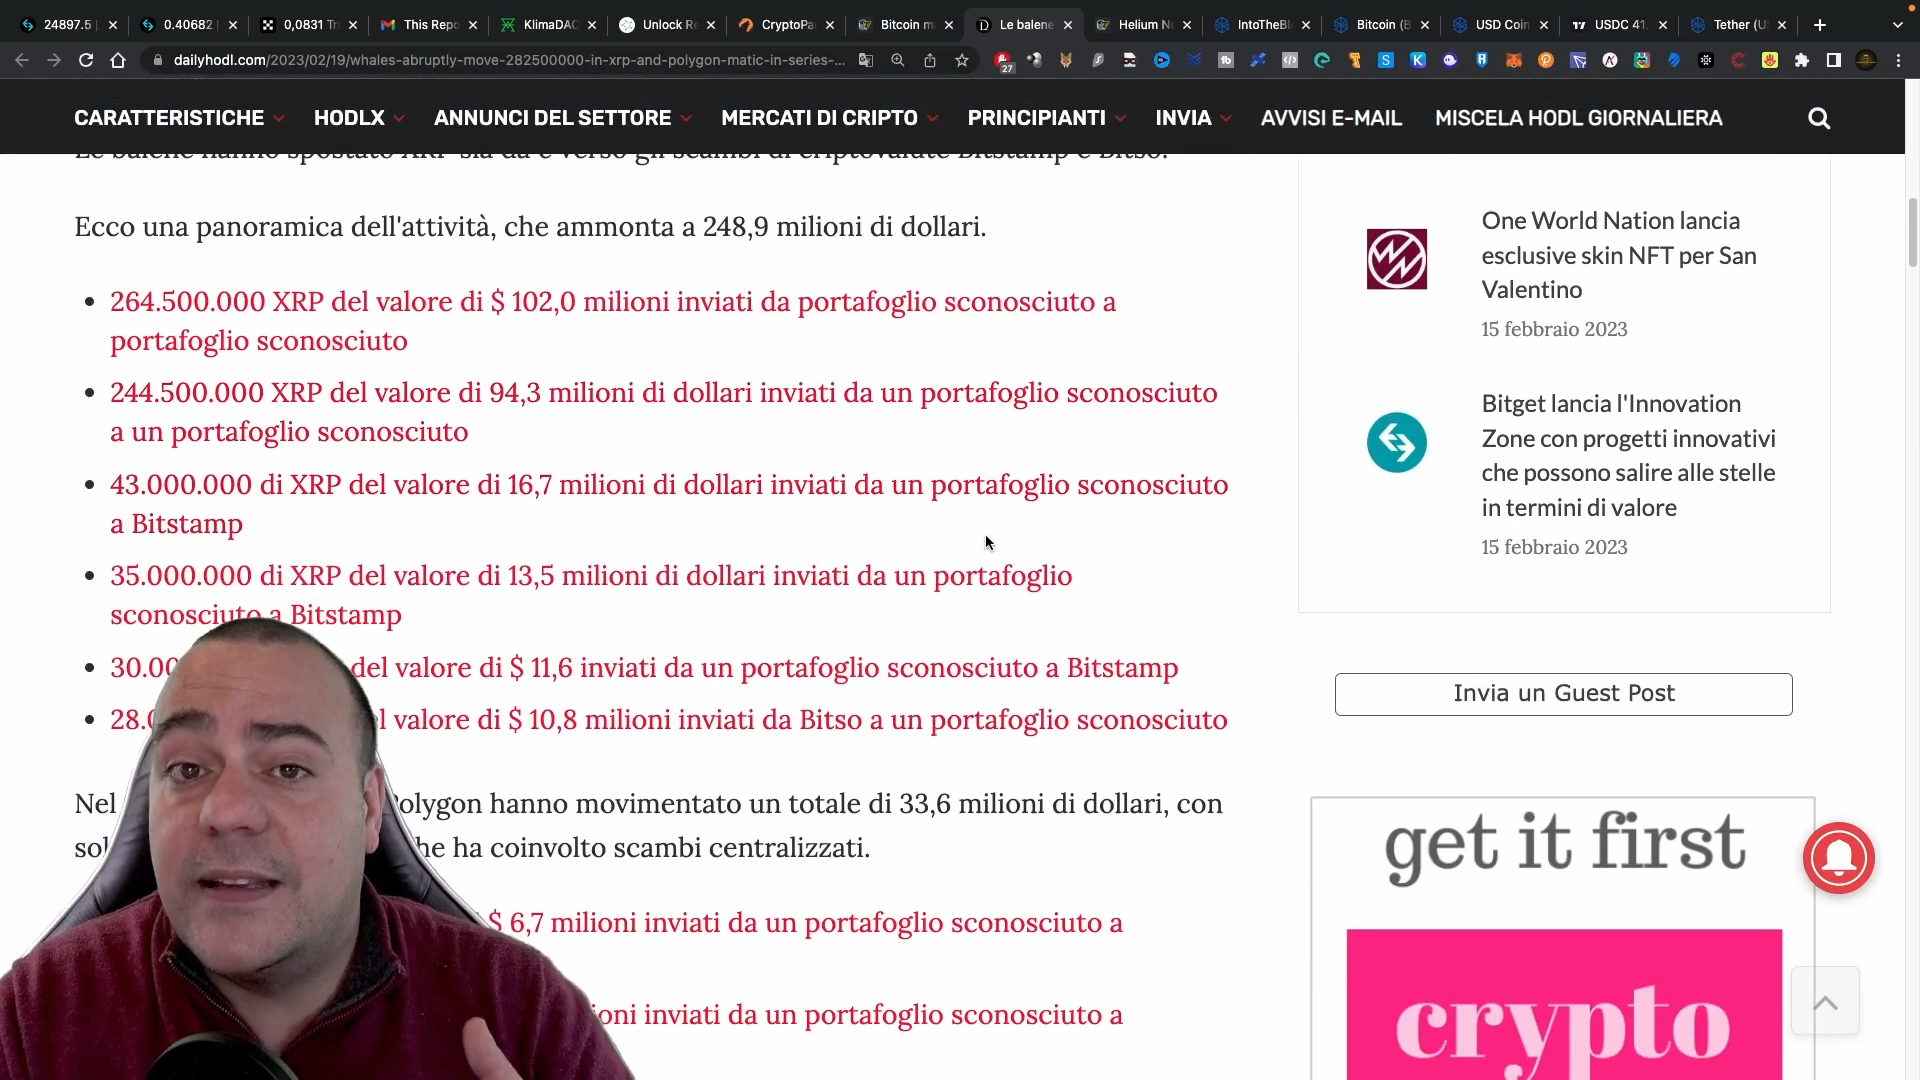 24897.5
0.40682
0,0831 Tr
This Repo
KlimaDAO
Unlock Re
CryptoPa
Bitcoin m
Le balene
Helium N
IntoTheBl
Bitcoin (B
USD Coin
USDC 41.
Tether (U
dailyhodl.com/2023/02/19/whales-abruptly-move-282500000-in-xrp-and-polygon-matic-in-series-...
27
CARATTERISTICHE HODLX ANNUNCI DEL SETTORE MERCATI DI CRIPTO PRINCIPIANTI INVIA AVVISI E-MAIL MISCELA HODL GIORNALIERA
Le balene hanno spostato XRP sia da e verso gli scambi di criptovalute Bitstamp e Bitso.
Ecco una panoramica dell'attività, che ammonta a 248,9 milioni di dollari.
264.500.000 XRP del valore di $ 102,0 milioni inviati da portafoglio sconosciuto a
portafoglio sconosciuto
244.500.000 XRP del valore di 94,3 milioni di dollari inviati da un portafoglio sconosciuto
a un portafoglio sconosciuto
43.000.000 di XRP del valore di 16,7 milioni di dollari inviati da un portafoglio sconosciuto
a Bitstamp
35.000.000 di XRP del valore di 13,5 milioni di dollari inviati da un portafoglio
sconosciuto a Bitstamp
30.00 del valore di $ 11,6 inviati da un portafoglio sconosciuto a Bitstamp
28.0 l valore di $ 10,8 milioni inviati da Bitso a un portafoglio sconosciuto
Nel Polygon hanno movimentato un totale di 33,6 milioni di dollari, con
sol he ha coinvolto scambi centralizzati.
$ 6,7 milioni inviati da un portafoglio sconosciuto a
ioni inviati da un portafoglio sconosciuto a
One World Nation lancia
esclusive skin NFT per San
Valentino
15 febbraio 2023
Bitget lancia l'Innovation
Zone con progetti innovativi
che possono salire alle stelle
in termini di valore
15 febbraio 2023
Invia un Guest Post
get it first
crypto